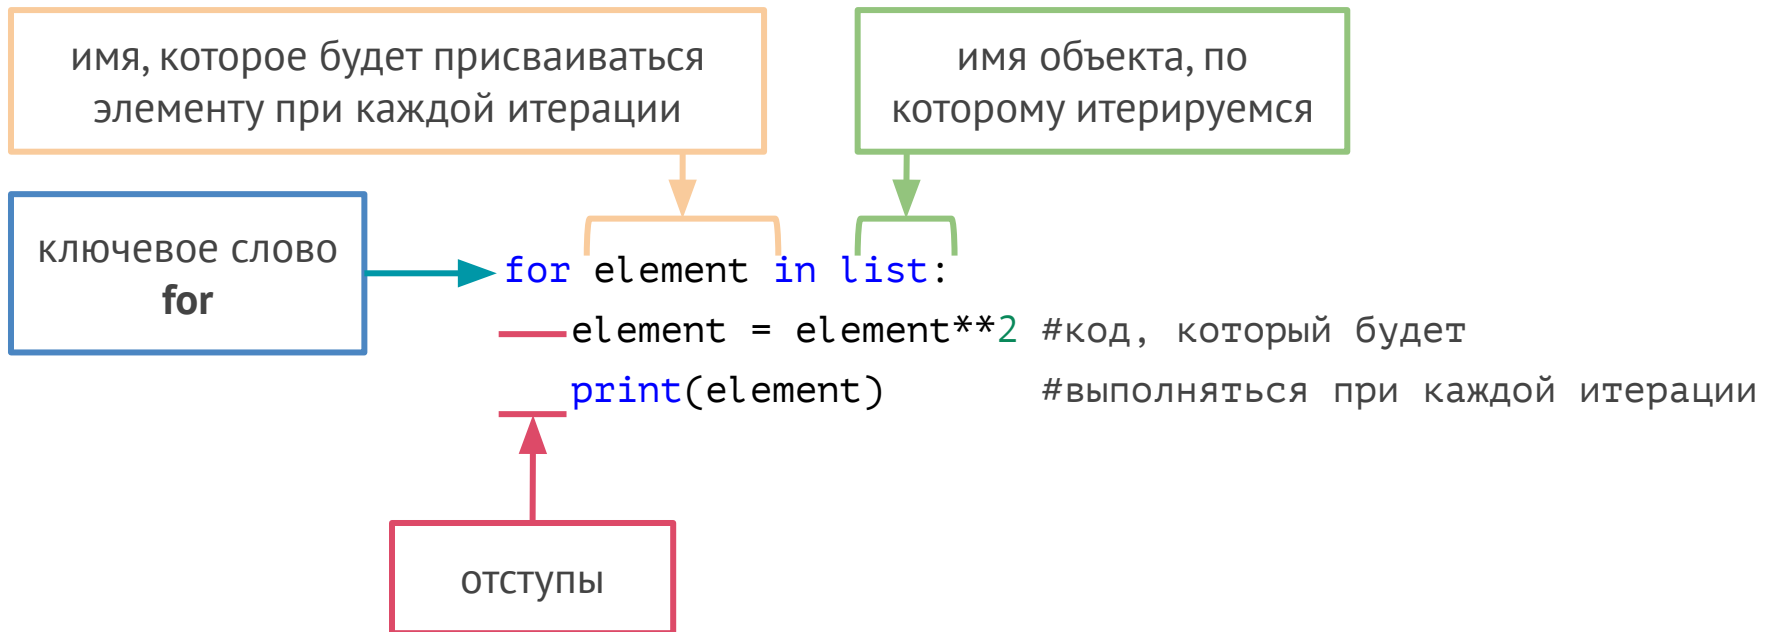 имя, которое будет присваиваться
элементу при каждой итерации
имя объекта, по
которому итерируемся
ключевое слово
for
for element in list:
element = element**2 #код, который будет
print(element) #выполняться при каждой итерации
отступы